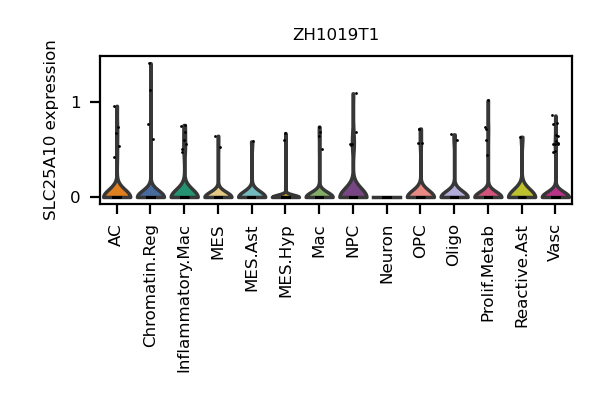 ZH1019T1
SLC25A10 expression
1
0
AC
Chromatin.Reg
Inflammatory.Mac
MES
MES.Ast
MES.Hyp
Mac
NPC
Neuron
OPC
Oligo
Prolif.Metab
Reactive.Ast
Vasc